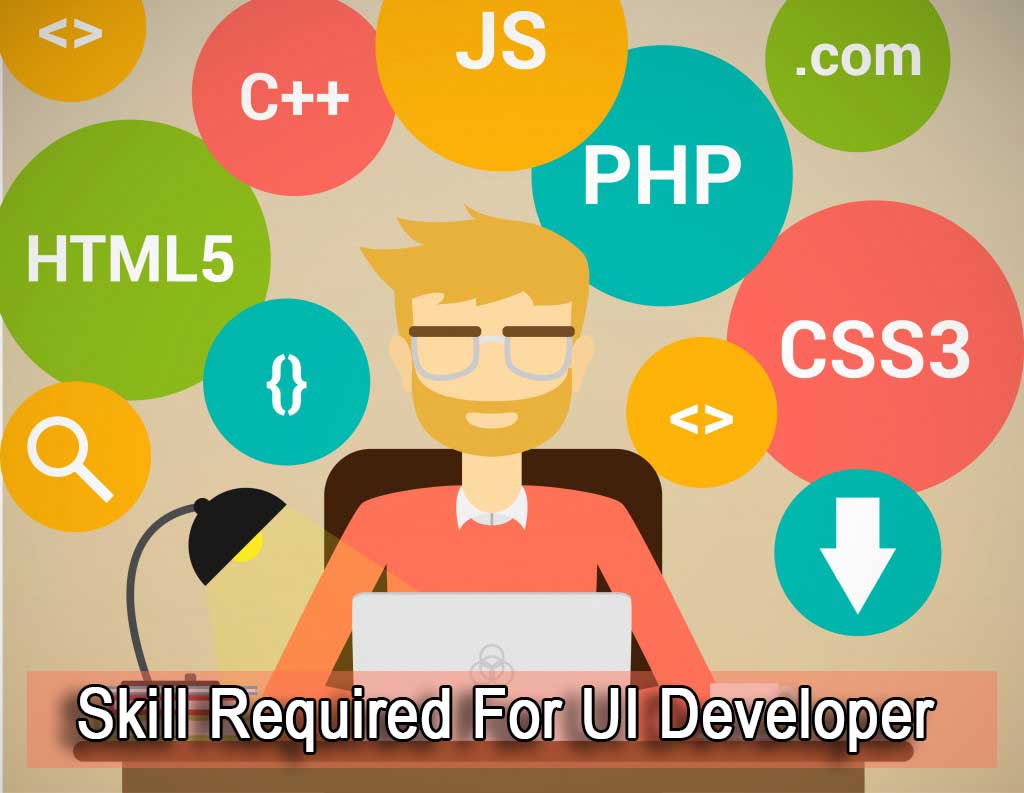 <>
C++
JS
.com
PHP
HTML5
CSS3
{}
<>
Skill Required For UI Developer